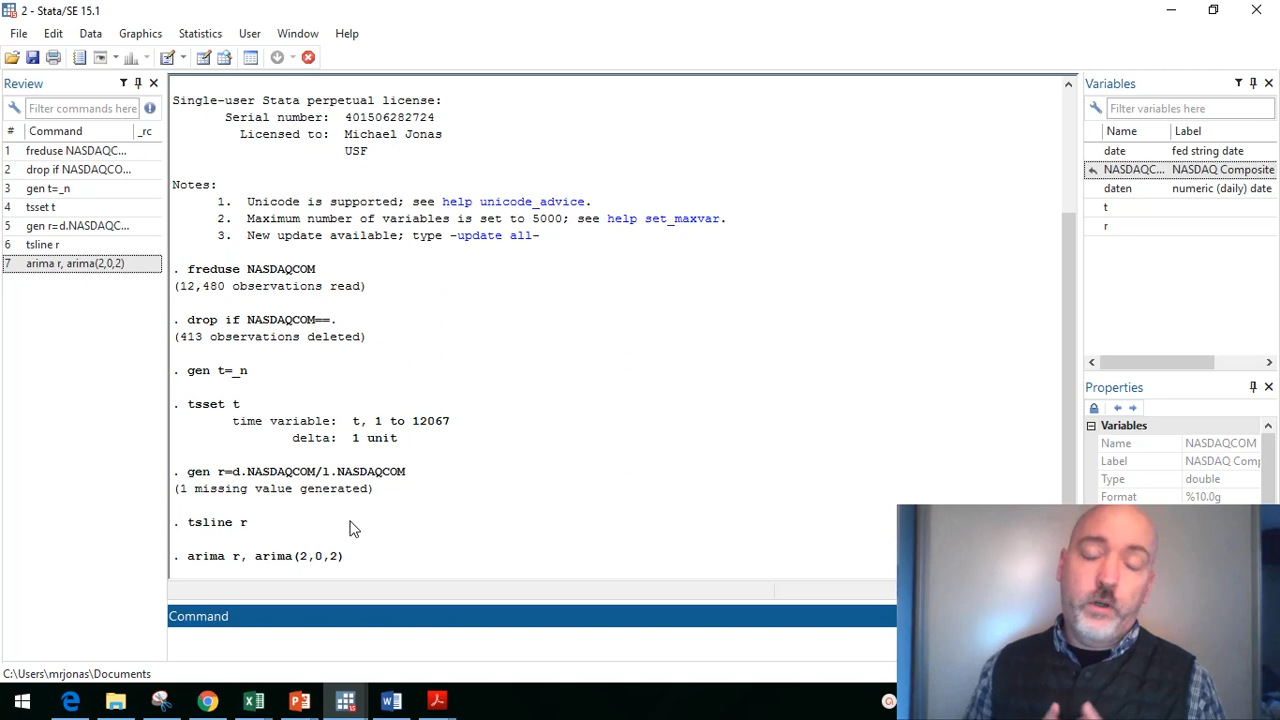 2 - Stata/SE 15.1
File Edit Data Graphics Statistics User Window Help
Review
Filter commands here
# Command _rc
1 freduse NASDAQC...
2 drop if NASDAQCO...
3 gen t=_n
4 tsset t
5 gen r=d.NASDAQC...
6 tsline r
7 arima r, arima(2,0,2)
Single-user Stata perpetual license:
Serial number: 401506282724
Licensed to: Michael Jonas
USF
Notes:
1. Unicode is supported; see help unicode_advice.
2. Maximum number of variables is set to 5000; see help set_maxvar.
3. New update available; type -update all-
. freduse NASDAQCOM
(12,480 observations read)
. drop if NASDAQCOM==.
(413 observations deleted)
. gen t=_n
. tsset t
time variable: t, 1 to 12067
delta: 1 unit
. gen r=d.NASDAQCOM/l.NASDAQCOM
(1 missing value generated)
. tsline r
. arima r, arima(2,0,2)
Command
C:\Users\mrjonas\Documents
Variables
Filter variables here
Name Label
date fed string date
NASDAQC... NASDAQ Composite
daten numeric (daily) date
t
r
Properties
Variables
Name NASDAQCOM
Label NASDAQ Comp
Type double
Format %10.0g